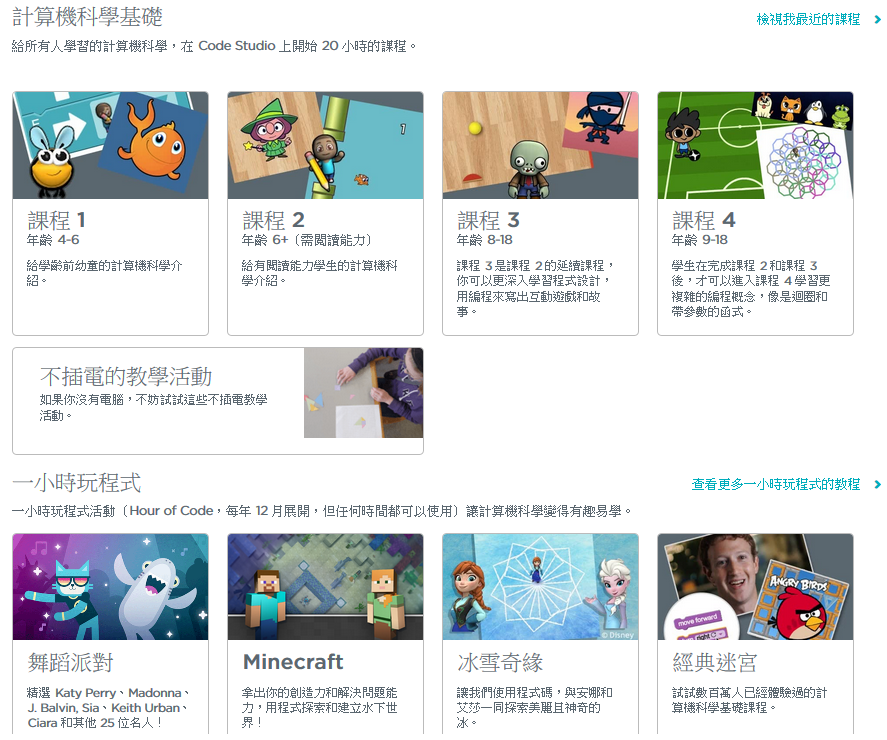 計算機科學基礎
檢視我最近的課程
給所有人學習的計算機科學，在 Code Studio 上開始 20 小時的課程。
1
課程 1
年齡 4-6
給學齡前幼童的計算機科學介
紹。
課程 2
年齡 6+（需閱讀能力）
給有閱讀能力學生的計算機科
學介紹。
課程 3
年齡 8-18
課程 3 是課程 2 的延續課程，
你可以更深入學習程式設計，
用編程來寫出互動遊戲和故
事。
課程 4
年齡 9-18
學生在完成課程 2 和課程 3
後，才可以進入課程 4 學習更
複雜的編程概念，像是迴圈和
帶參數的函式。
不插電的教學活動
如果你沒有電腦，不妨試試這些不插電教學
活動。
一小時玩程式
查看更多一小時玩程式的教程
一小時玩程式活動（Hour of Code，每年 12 月展開，但任何時間都可以使用）讓計算機科學變得有趣易學。
© Disney
ANGRY BIRDS
move forward
舞蹈派對
精選 Katy Perry、Madonna、
J. Balvin, Sia、Keith Urban、
Ciara 和其他 25 位名人！
Minecraft
拿出你的創造力和解決問題能
力，用程式探索和建立水下世
界！
冰雪奇緣
讓我們使用程式碼，與安娜和
艾莎一同探索美麗且神奇的
冰。
經典迷宮
試試數百萬人已經體驗過的計
算機科學基礎課程。